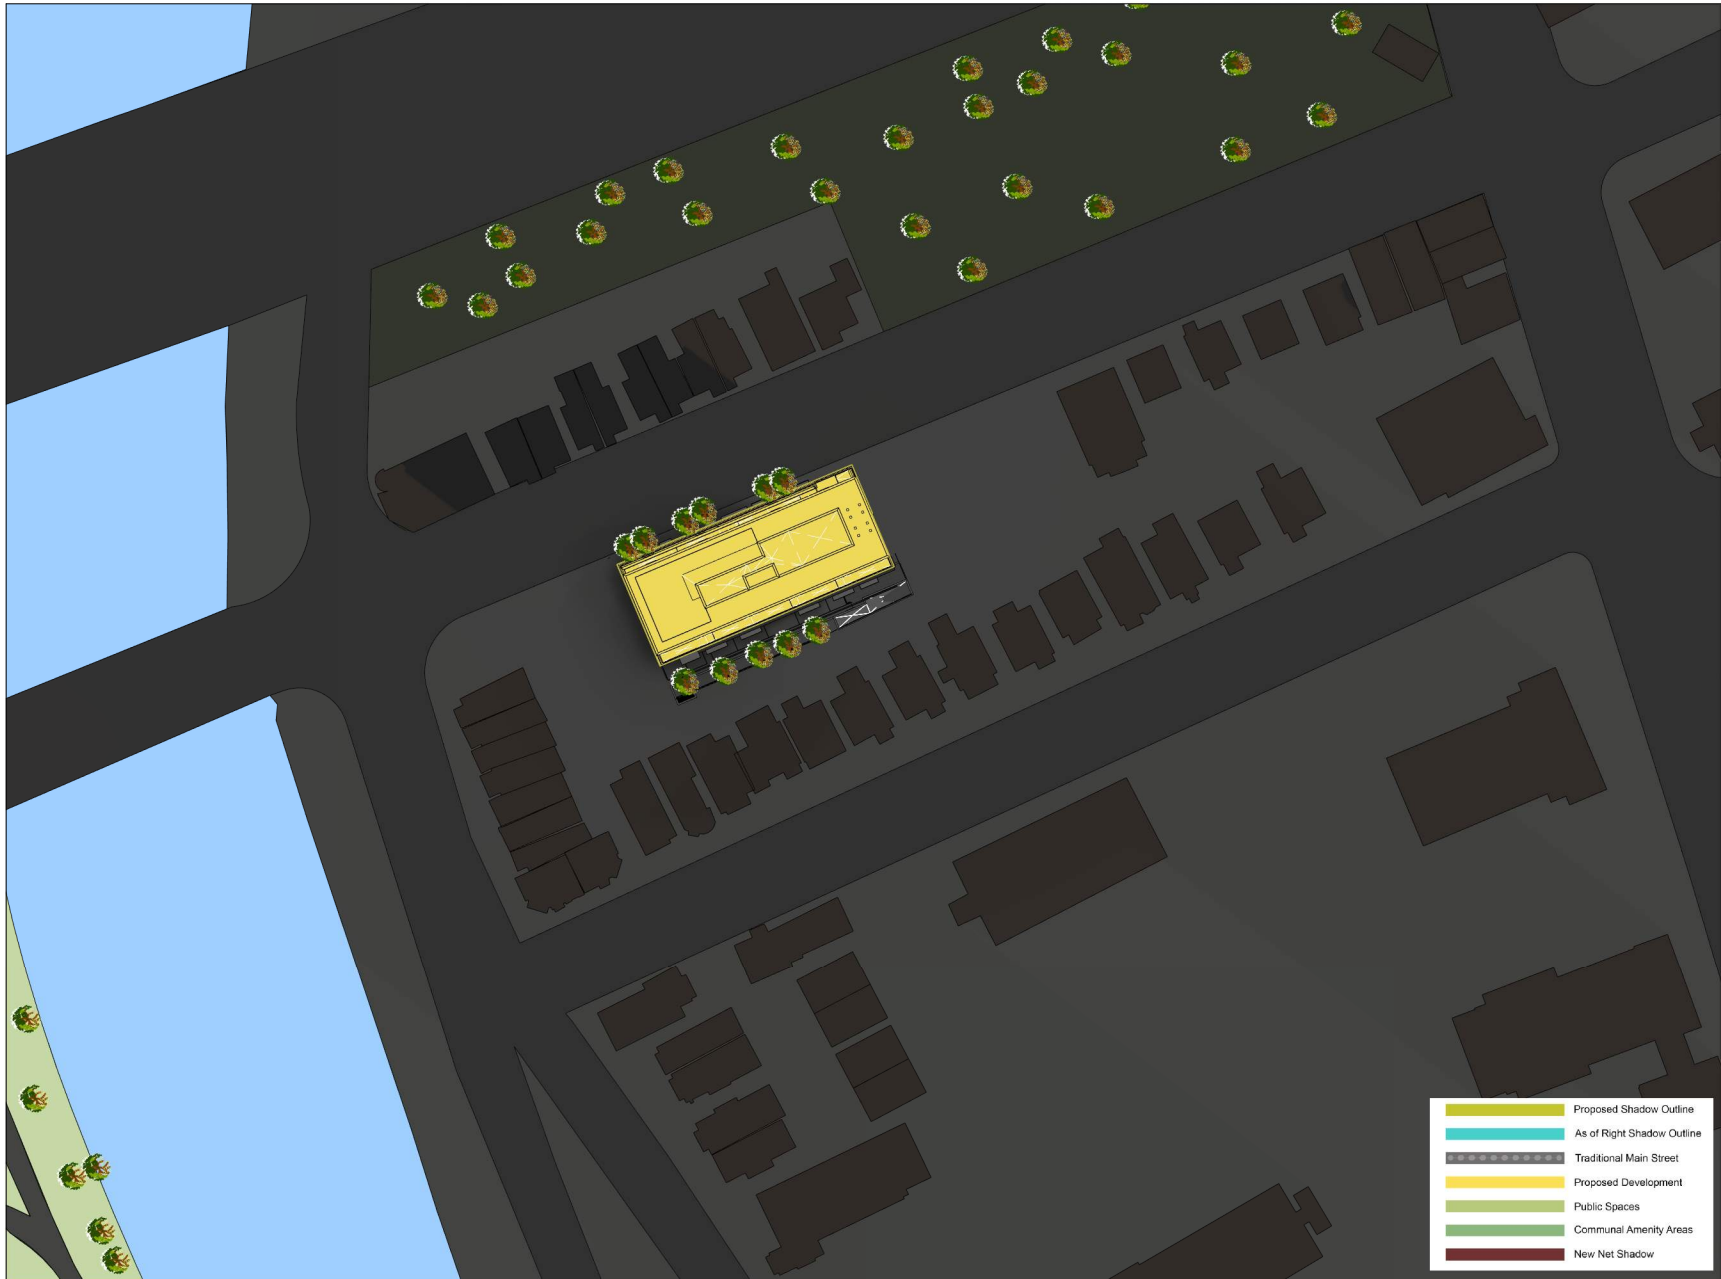 Proposed Shadow Outline
As of Right Shadow Outline
Traditional Main Street
Proposed Development
Public Spaces
Communal Amenity Areas
New Net Shadow